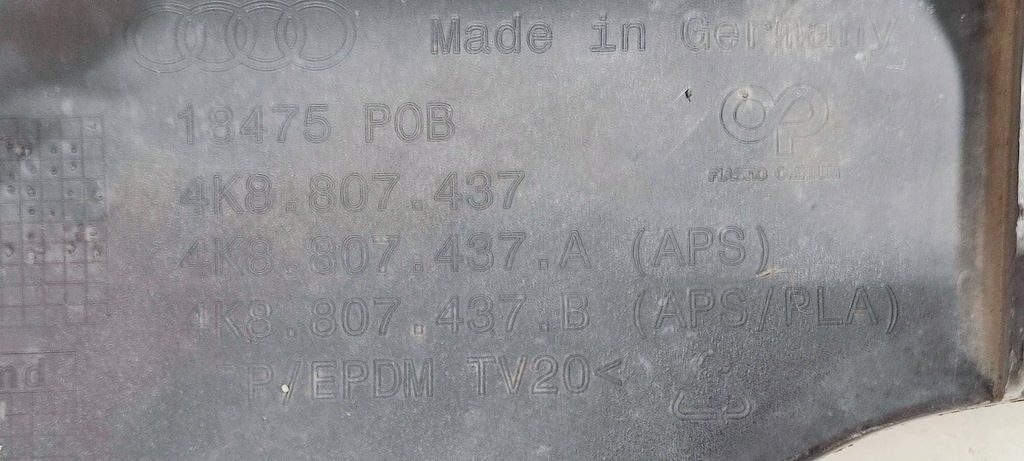 Made in Germany
18475 POB
4K8.807.437
4K8.807.437.A (APS)
4K8.807.437.B (APS/PLA)
P/EPDM TV20<
nd